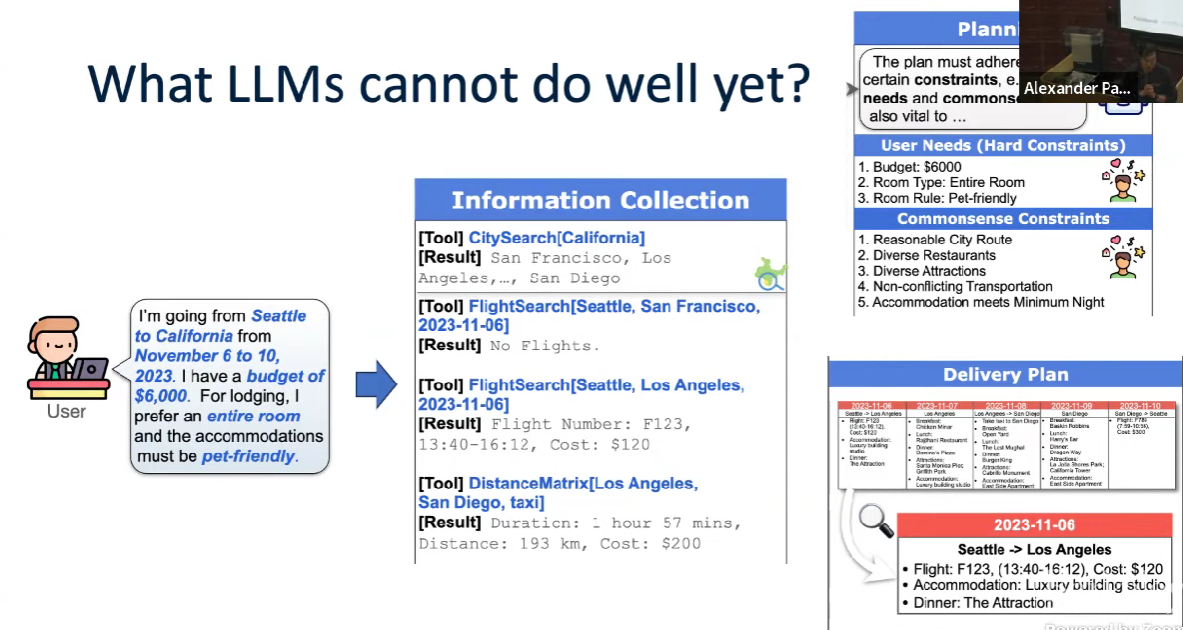 What LLMs cannot do well yet?
I'm going from Seattle
to California from
November 6 to 10,
2023. I have a budget of
$6,000. For lodging, I
prefer an entire room
and the accommodations
must be pet-friendly.
User
Information Collection
[Tool] CitySearch[California]
[Result] San Francisco, Los
Angeles,…, San Diego
[Tool] FlightSearch[Seattle, San Francisco,
2023-11-06]
[Result] No Flights.
[Tool] FlightSearch[Seattle, Los Angeles,
2023-11-06]
[Result] Flight Number: F123,
13:40-16:12, Cost: $120
[Tool] DistanceMatrix[Los Angeles,
San Diego, taxi]
[Result] Duration: 1 hour 57 mins,
Distance: 193 km, Cost: $200
Planni
The plan must adhere
certain constraints, e.
needs and commons
also vital to …
Alexander Pa...
User Needs (Hard Constraints)
1. Budget: $6000
2. Room Type: Entire Room
3. Room Rule: Pet-friendly
Commonsense Constraints
1. Reasonable City Route
2. Diverse Restaurants
3. Diverse Attractions
4. Non-conflicting Transportation
5. Accommodation meets Minimum Night
Delivery Plan
2023-11-06
Seattle -> Los Angeles
• Flight: F123,
(13:40-16:12),
Cost: $120
• Accommodation:
Luxury building
studio
• Dinner:
The Attraction
2023-11-07
Los Angeles
• Breakfast:
Chicken Minar
• Lunch:
Rajdhani Restaurant
• Dinner:
Domino's Pizza
• Attractions:
Santa Monica Pier,
Griffith Park
• Accommodation:
Luxury building studio
2023-11-08
Los Angeles -> San Diego
• Take taxi to San Diego
• Breakfast:
Open Yard
• Lunch:
The Lost Mughal
• Dinner:
Burger King
• Attractions:
Cabrillo Monument
• Accommodation:
East Side Apartment
2023-11-09
San Diego
• Breakfast:
Baskin Robbins
• Lunch:
Harry's Bar
• Dinner:
Dragon Way
• Attractions:
La Jolla Shores Park;
California Tower
• Accommodation:
East Side Apartment
2023-11-10
San Diego > Seattle
• Flight: F789
(7:59-10:56),
Cost: $300
2023-11-06
Seattle -> Los Angeles
• Flight: F123, (13:40-16:12), Cost: $120
• Accommodation: Luxury building studio
• Dinner: The Attraction
Powered by Zoom